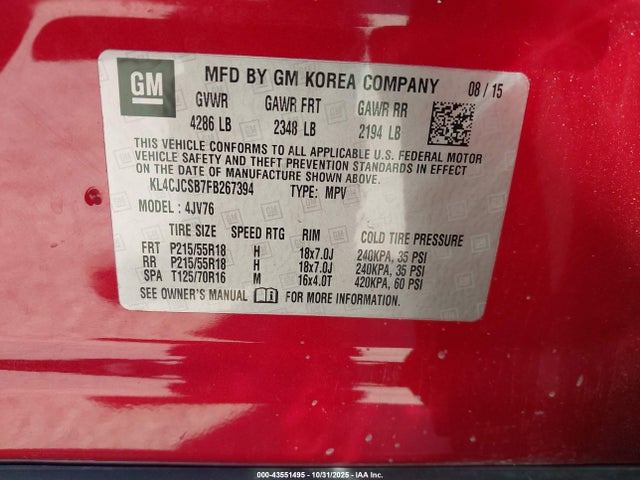 GM
MFD BY GM KOREA COMPANY 08 / 15
GVWR GAWR FRT GAWR RR
4286 LB 2348 LB 2194 LB
THIS VEHICLE CONFORMS TO ALL APPLICABLE U.S. FEDERAL MOTOR
VEHICLE SAFETY AND THEFT PREVENTION STANDARDS IN EFFECT
ON THE DATE OF MANUFACTURE SHOWN ABOVE.
KL4CJCSB7FB267394 TYPE: MPV
MODEL : 4JV76
TIRE SIZE SPEED RTG RIM COLD TIRE PRESSURE
FRT P215/55R18 H 18x7.0J 240KPA, 35 PSI
RR P215/55R18 H 18x7.0J 240KPA, 35 PSI
SPA T125/70R16 M 16x4.0T 420KPA, 60 PSI
SEE OWNER'S MANUAL FOR MORE INFORMATION.
000-43551495 - 10/31/2025 - IAA Inc.